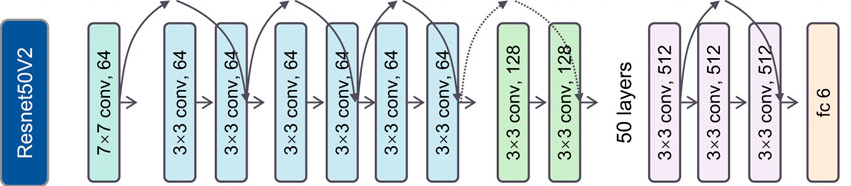 Resnet50V2
7×7 conv, 64
3×3 conv, 64
3×3 conv, 64
3×3 conv, 64
3×3 conv, 64
3×3 conv, 64
3×3 conv, 64
3×3 conv, 128
3×3 conv, 128
50 layers
3×3 conv, 512
3×3 conv, 512
3×3 conv, 512
fc 6